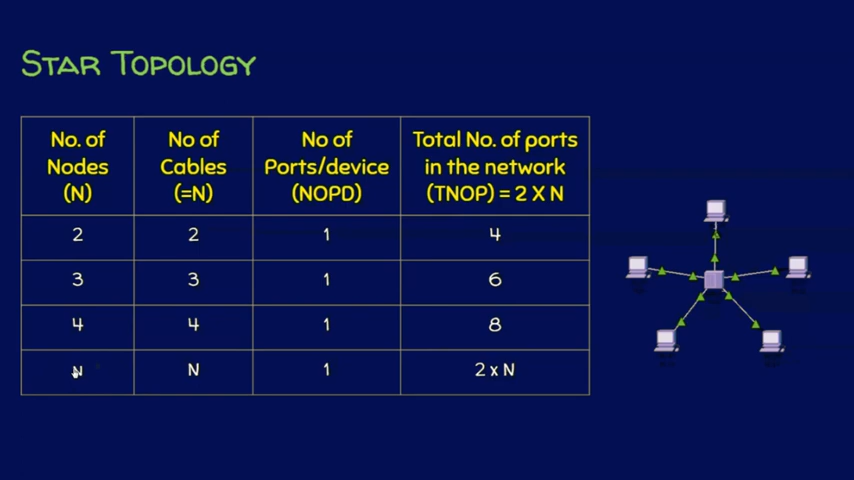 STAR TOPOLOGY
No. of Nodes (N)
No of Cables (=N)
No of Ports/device (NOPD)
Total No. of ports in the network (TNOP) = 2 X N
2 2 1 4
3 3 1 6
4 4 1 8
N N 1 2 x N